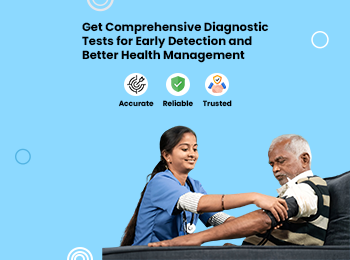 Get Comprehensive Diagnostic
Tests for Early Detection and
Better Health Management
Accurate
Reliable
Trusted